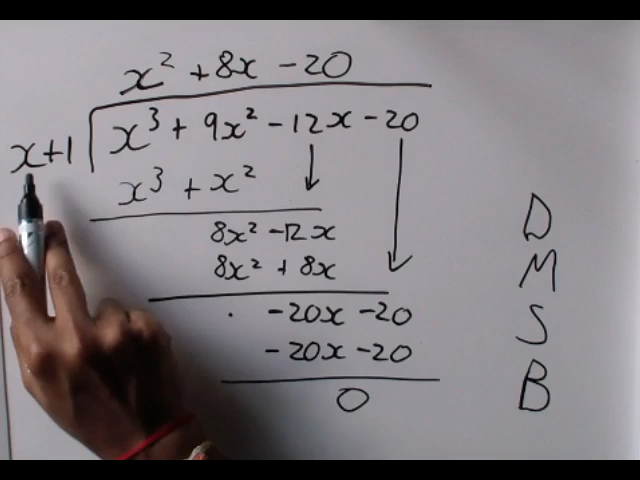 x² + 8x - 20
x+1
x³ + 9x² - 12x - 20
x³ + x²
8x² - 12x
8x² + 8x
- 20x - 20
- 20x - 20
0
D
M
S
B